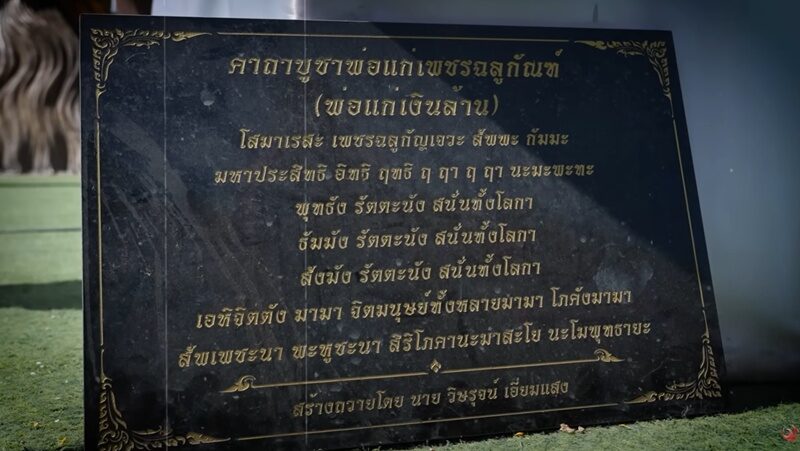 คาถาบูชาพ่อแก่เพชรฉลูกัณฑ์
(พ่อแก่เงินล้าน)
โสมาเรสะ เพชรฉลูกัญเจวะ สัพพะ กัมมะ
มหาประสิทธิ อิทริ ฤทธิ ฤ ฤา ฤ ฤา นะมะพะทะ
พุทธัง รัตตะนัง สนั่นทั้งโลกา
ธัมมัง รัตตะนัง สนั่นทั้งโลกา
สังมัง รัตตะนัง สนั่นทั้งโลกา
เอหิจิตตัง มามา จิตมนุษย์ทั้งหลายม่ามา โภคังมามา
สัพเพชะนา พะหูชะนา สิริโภคานะมาสะโย นะโมพุทธายะ
สร้างถวายโดย นาย วิษรุจน์ เอี่ยมแสง